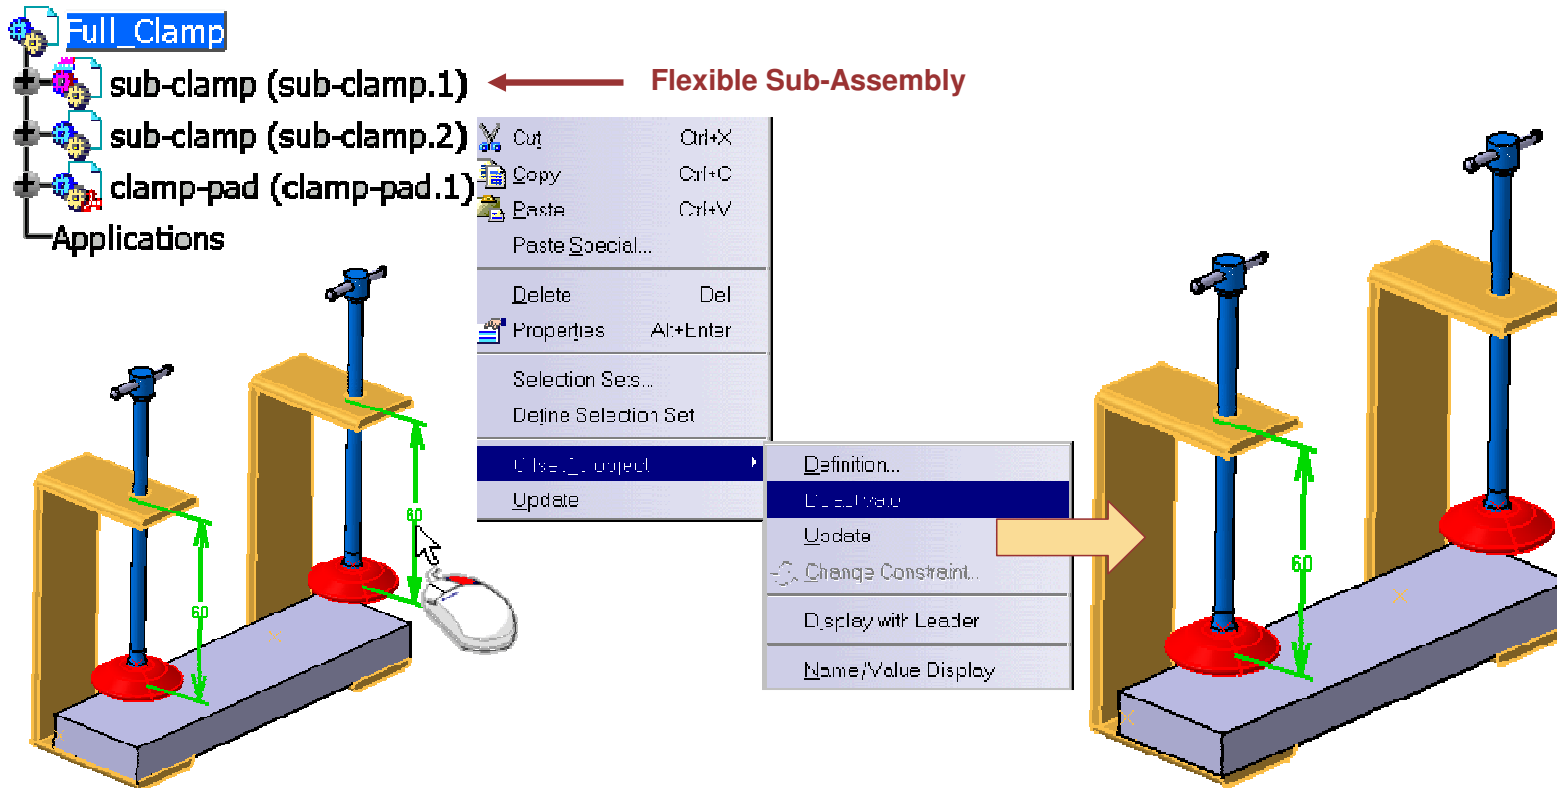 Full_Clamp
sub-clamp (sub-clamp.1)
Flexible Sub-Assembly
sub-clamp (sub-clamp.2)
clamp-pad (clamp-pad.1)
Applications
Cut Ctrl+X
Copy Ctrl+C
Paste Ctrl+V
Paste Special...
Delete Del
Properties Alt+Enter
Selection Sets...
Define Selection Set
object
Update
Definition...
Update
Change Constraint...
Display with Leader
Name/Value Display
60
60
60